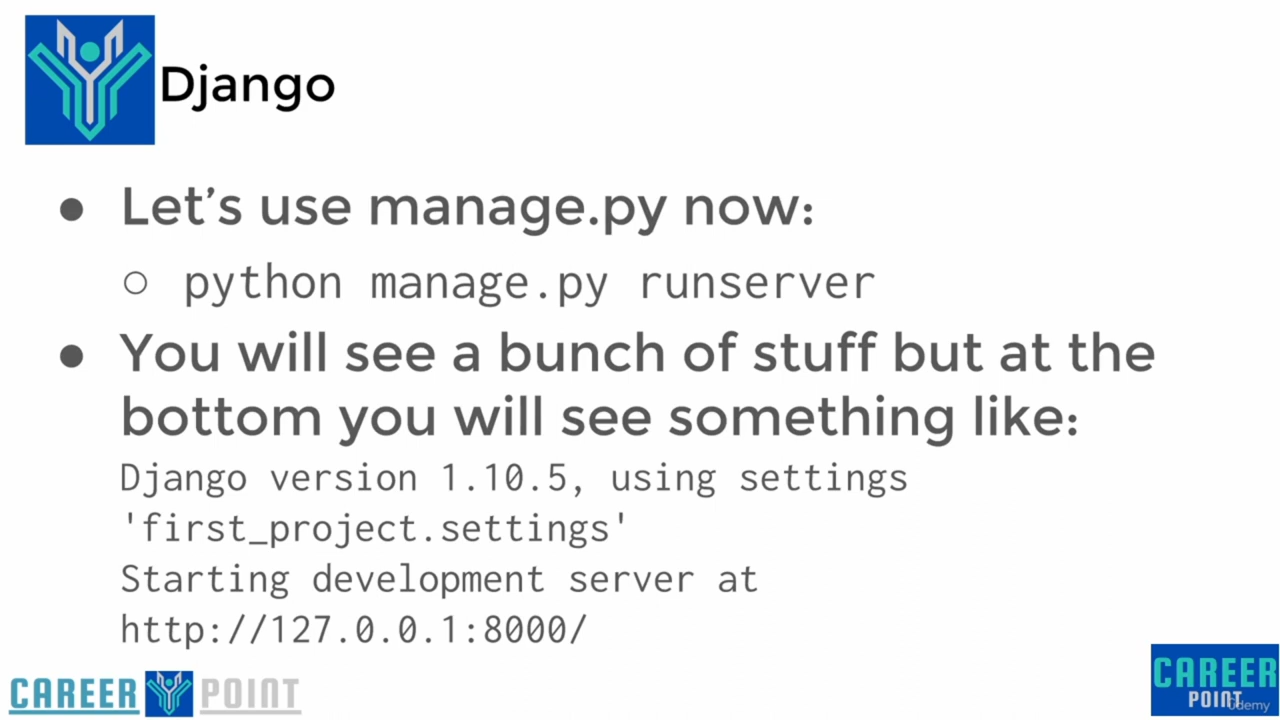 Django
● Let’s use manage.py now:
○ python manage.py runserver
● You will see a bunch of stuff but at the
bottom you will see something like:
Django version 1.10.5, using settings
'first_project.settings'
Starting development server at
http://127.0.0.1:8000/
CAREER POINT
CAREER
POINT
udemy